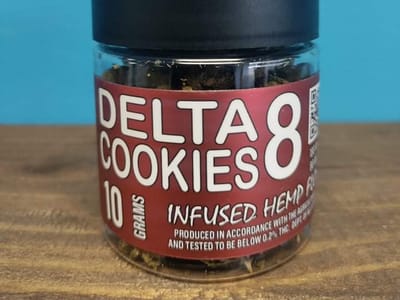 DELTA 8
COOKIES
10 GRAMS
INFUSED HEMP
PRODUCED IN ACCORDANCE WITH THE
AND TESTED TO BE BELOW 0.2% THC.